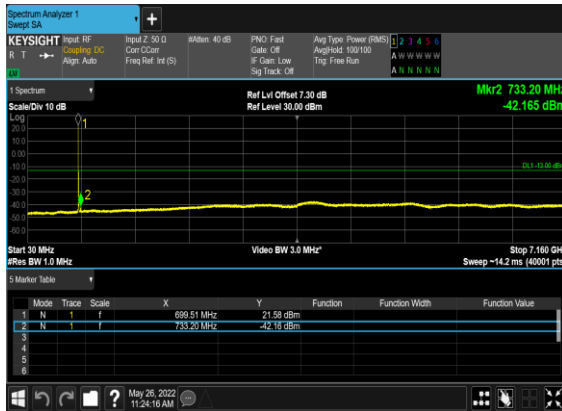 Spectrum Analyzer 1
Swept SA
+
KEYSIGHT Input: RF Input Z: 50 Ω #Atten: 40 dB PNO: Fast Avg Type: Power (RMS) 1 2 3 4 5 6
R T Coupling: DC Corr CCorr Gate: Off Avg|Hold: 100/100 A W W W W W
Align: Auto Freq Ref: Int (S) IF Gain: Low Trig: Free Run
Sig Track: Off A N N N N N
1 Spectrum
Ref Lvl Offset 7.30 dB Mkr2 733.20 MHz
Scale/Div 10 dB Ref Level 30.00 dBm -42.165 dBm
Log
20.0
10.0
0.00
-10.0
-20.0
-30.0
-40.0
-50.0
-60.0
1
2
DL1 -13.00 dBm
Start 30 MHz Video BW 3.0 MHz* Stop 7.160 GHz
#Res BW 1.0 MHz Sweep ~14.2 ms (40001 pts)
5 Marker Table
Mode Trace Scale X Y Function Function Width Function Value
1 N 1 f 699.51 MHz 21.58 dBm
2 N 1 f 733.20 MHz -42.16 dBm
3
4
5
6
? May 26, 2022
11:24:16 AM